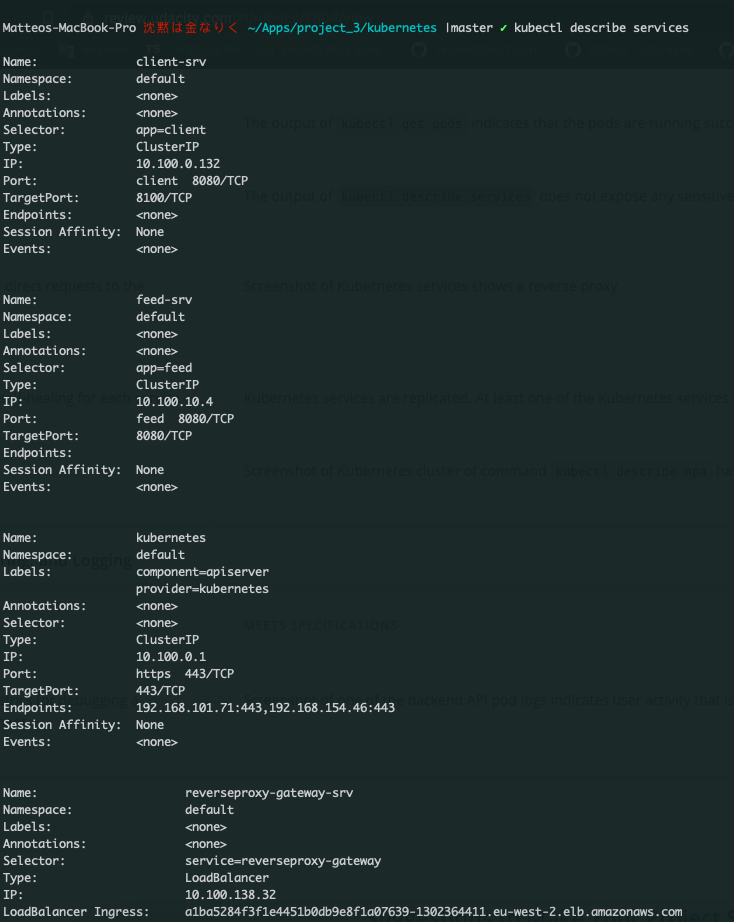 Matteos-MacBook-Pro 沈黙は金なりく ~/Apps/project_3/kubernetes |master ✓ kubectl describe services
Name: client-srv
Namespace: default
Labels: <none>
Annotations: <none>
Selector: app=client
Type: ClusterIP
IP: 10.100.0.132
Port: client 8080/TCP
TargetPort: 8100/TCP
Endpoints: <none>
Session Affinity: None
Events: <none>
Name: feed-srv
Namespace: default
Labels: <none>
Annotations: <none>
Selector: app=feed
Type: ClusterIP
IP: 10.100.10.4
Port: feed 8080/TCP
TargetPort: 8080/TCP
Endpoints:
Session Affinity: None
Events: <none>
Name: kubernetes
Namespace: default
Labels: component=apiserver
provider=kubernetes
Annotations: <none>
Selector: <none>
Type: ClusterIP
IP: 10.100.0.1
Port: https 443/TCP
TargetPort: 443/TCP
Endpoints: 192.168.101.71:443,192.168.154.46:443
Session Affinity: None
Events: <none>
Name: reverseproxy-gateway-srv
Namespace: default
Labels: <none>
Annotations: <none>
Selector: service=reverseproxy-gateway
Type: LoadBalancer
IP: 10.100.138.32
LoadBalancer Ingress: a1ba5284f3f1e4451b0db9e8f1a07639-1302364411.eu-west-2.elb.amazonaws.com